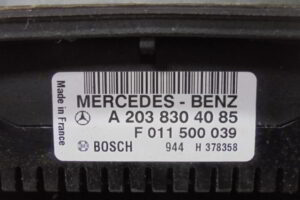 Made in France
MERCEDES - BENZ
A 203 830 40 85
F 011 500 039
BOSCH 944 H 378358